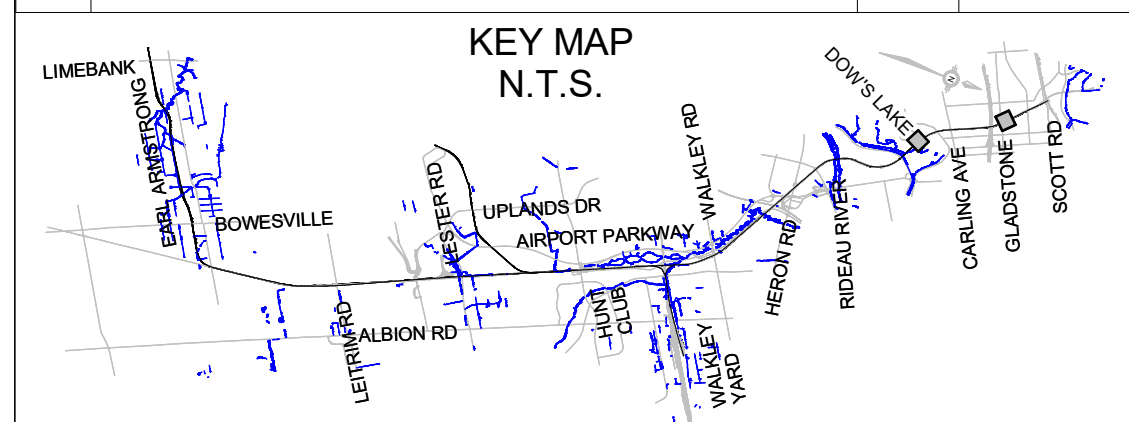 KEY MAP
N.T.S.
LIMEBANK
EARL ARMSTRONG
BOWESVILLE
LESTER RD
UPLANDS DR
AIRPORT PARKWAY
LEITRIM RD
ALBION RD
HUNT
CLUB
WALKLEY
YARD
WALKLEY RD
HERON RD
RIDEAU RIVER
DOW'S LAKE
N
CARLING AVE
GLADSTONE
SCOTT RD